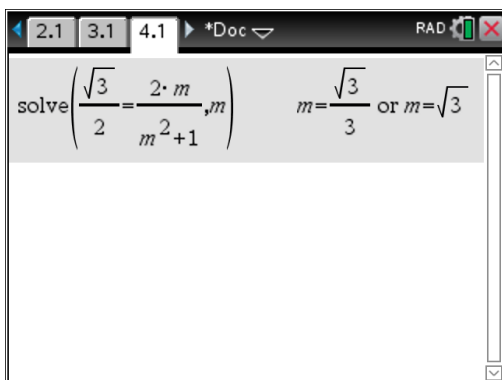 2.1 3.1 4.1 *Doc RAD
solve(√3/2=2·m/m²+1,m) m=√3/3 or m=√3